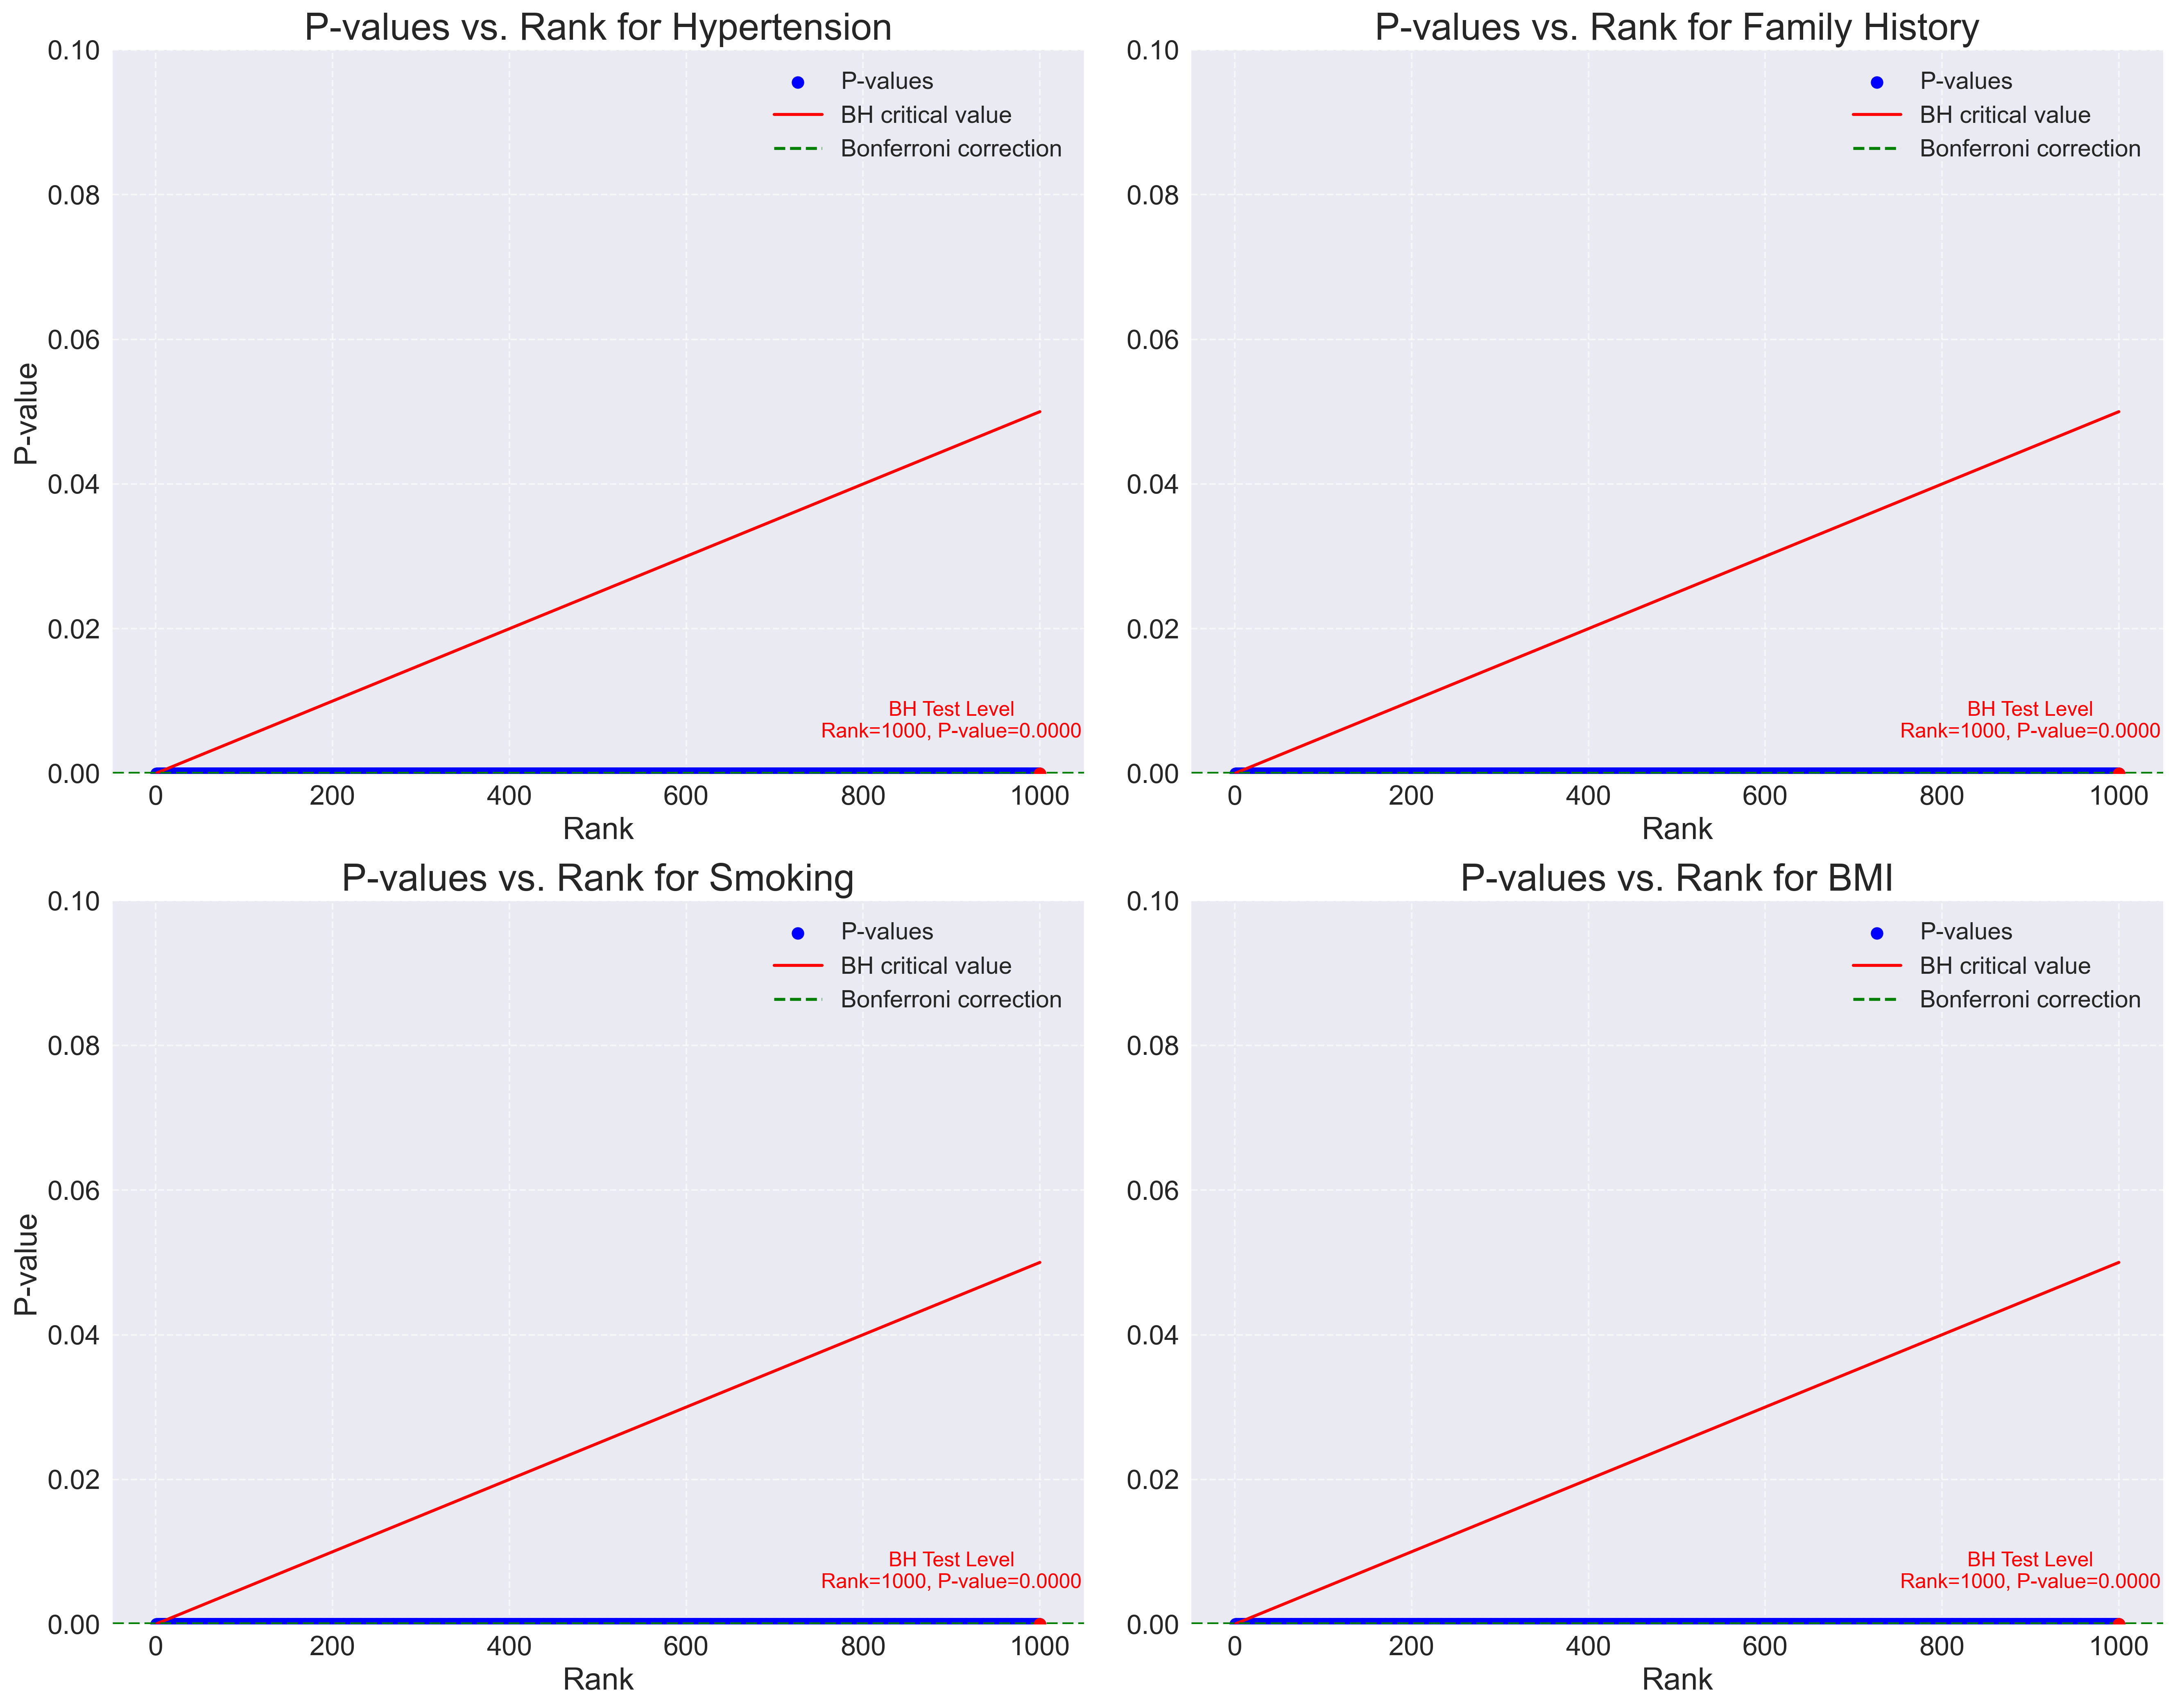 P-values vs. Rank for Hypertension
0.10
0.08
0.06
0.04
0.02
0.00
P-value
P-values
BH critical value
Bonferroni correction
BH Test Level
Rank=1000, P-value=0.0000
0 200 400 600 800 1000
Rank
P-values vs. Rank for Family History
0.10
0.08
0.06
0.04
0.02
0.00
P-values
BH critical value
Bonferroni correction
BH Test Level
Rank=1000, P-value=0.0000
0 200 400 600 800 1000
Rank
P-values vs. Rank for Smoking
0.10
0.08
0.06
0.04
0.02
0.00
P-value
P-values
BH critical value
Bonferroni correction
BH Test Level
Rank=1000, P-value=0.0000
0 200 400 600 800 1000
Rank
P-values vs. Rank for BMI
0.10
0.08
0.06
0.04
0.02
0.00
P-values
BH critical value
Bonferroni correction
BH Test Level
Rank=1000, P-value=0.0000
0 200 400 600 800 1000
Rank